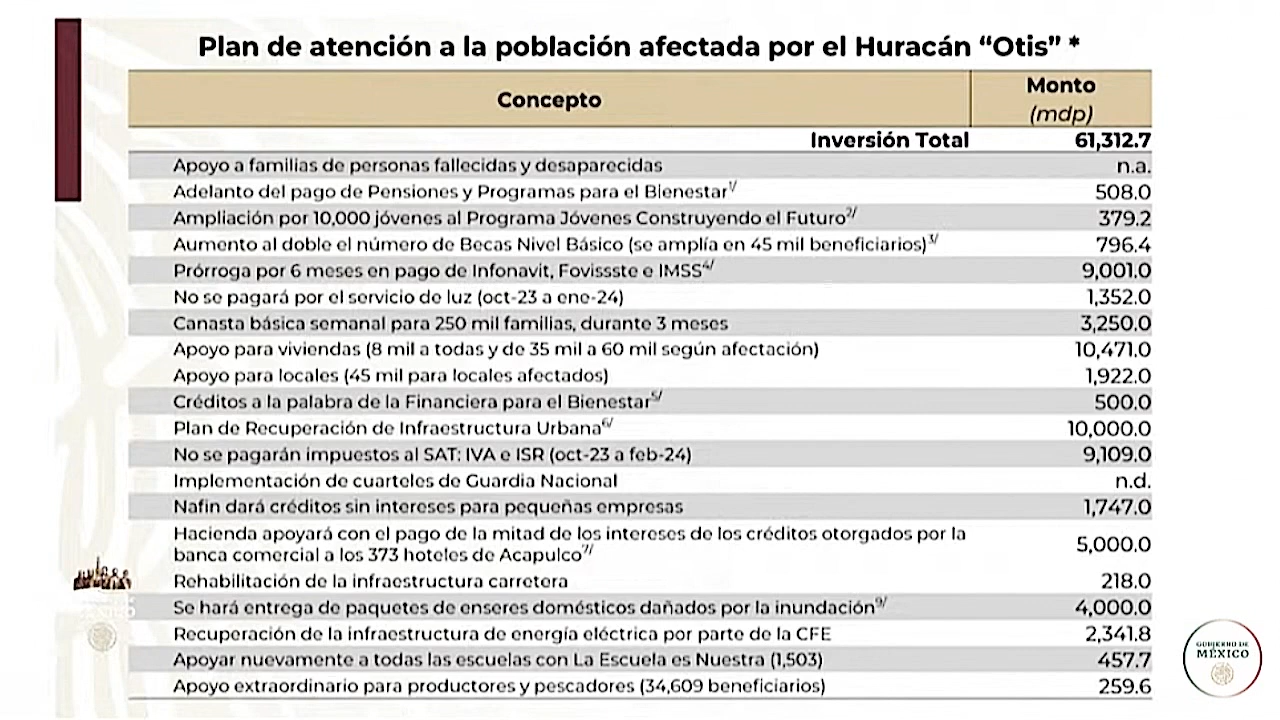 Plan de atención a la población afectada por el Huracán “Otis” *
Concepto Monto (mdp)
Inversión Total 61,312.7
Apoyo a familias de personas fallecidas y desaparecidas n.a.
Adelanto del pago de Pensiones y Programas para el Bienestar1/ 508.0
Ampliación por 10,000 jóvenes al Programa Jóvenes Construyendo el Futuro2/ 379.2
Aumento al doble el número de Becas Nivel Básico (se amplía en 45 mil beneficiarios)3/ 796.4
Prórroga por 6 meses en pago de Infonavit, Fovissste e IMSS4/ 9,001.0
No se pagará por el servicio de luz (oct-23 a ene-24) 1,352.0
Canasta básica semanal para 250 mil familias, durante 3 meses 3,250.0
Apoyo para viviendas (8 mil a todas y de 35 mil a 60 mil según afectación) 10,471.0
Apoyo para locales (45 mil para locales afectados) 1,922.0
Créditos a la palabra de la Financiera para el Bienestar5/ 500.0
Plan de Recuperación de Infraestructura Urbana6/ 10,000.0
No se pagarán impuestos al SAT: IVA e ISR (oct-23 a feb-24) 9,109.0
Implementación de cuarteles de Guardia Nacional n.d.
Nafin dará créditos sin intereses para pequeñas empresas 1,747.0
Hacienda apoyará con el pago de la mitad de los intereses de los créditos otorgados por la
banca comercial a los 373 hoteles de Acapulco7/ 5,000.0
Rehabilitación de la infraestructura carretera 218.0
Se hará entrega de paquetes de enseres domésticos dañados por la inundación9/ 4,000.0
Recuperación de la infraestructura de energía eléctrica por parte de la CFE 2,341.8
Apoyar nuevamente a todas las escuelas con La Escuela es Nuestra (1,503) 457.7
Apoyo extraordinario para productores y pescadores (34,609 beneficiarios) 259.6
GOBIERNO DE
MÉXICO